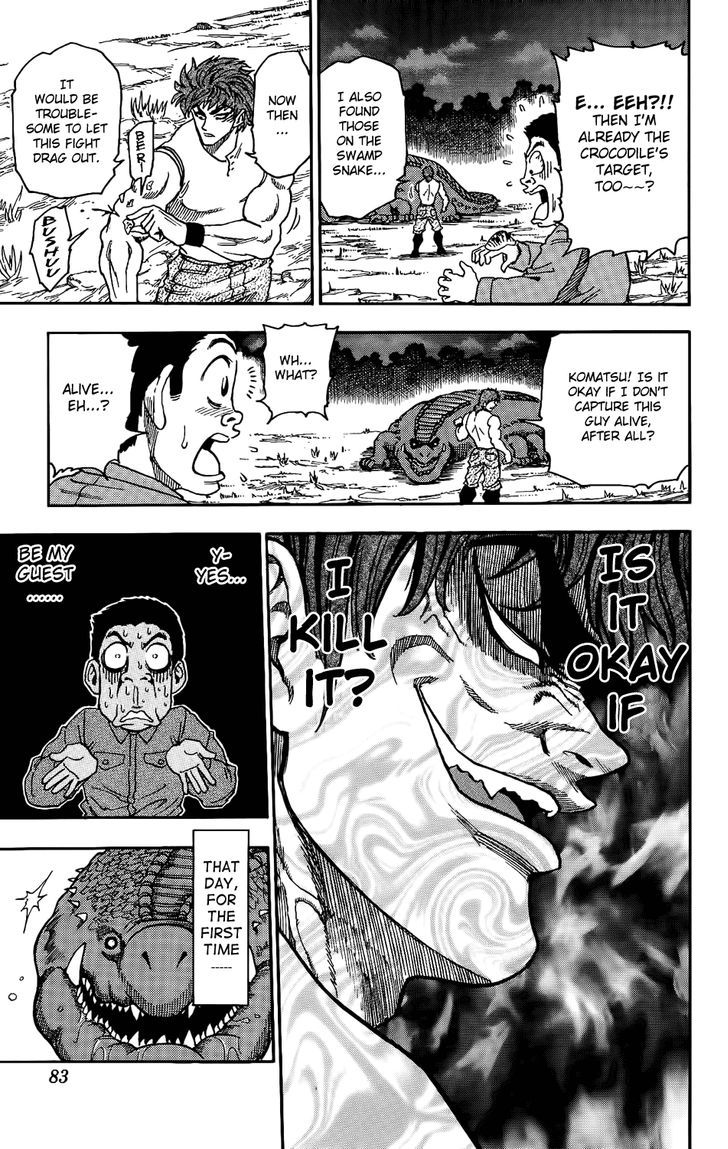 E... EEH?!!
THEN I'M
ALREADY THE
CROCODILE'S
TARGET,
TOO~~?
I ALSO
FOUND
THOSE
ON THE
SWAMP
SNAKE...
NOW
THEN
...
IT
WOULD BE
TROUBLE-
SOME TO LET
THIS FIGHT
DRAG OUT.
BERI
BUSHUU
KOMATSU! IS IT
OKAY IF I DON'T
CAPTURE THIS
GUY ALIVE,
AFTER ALL?
WH...
WHAT?
ALIVE...
EH...?
IS
IT
OKAY
IF
I
KILL
IT?
Y-
YES...
BE MY
GUEST
......
THAT
DAY,
FOR THE
FIRST
TIME
-----
83